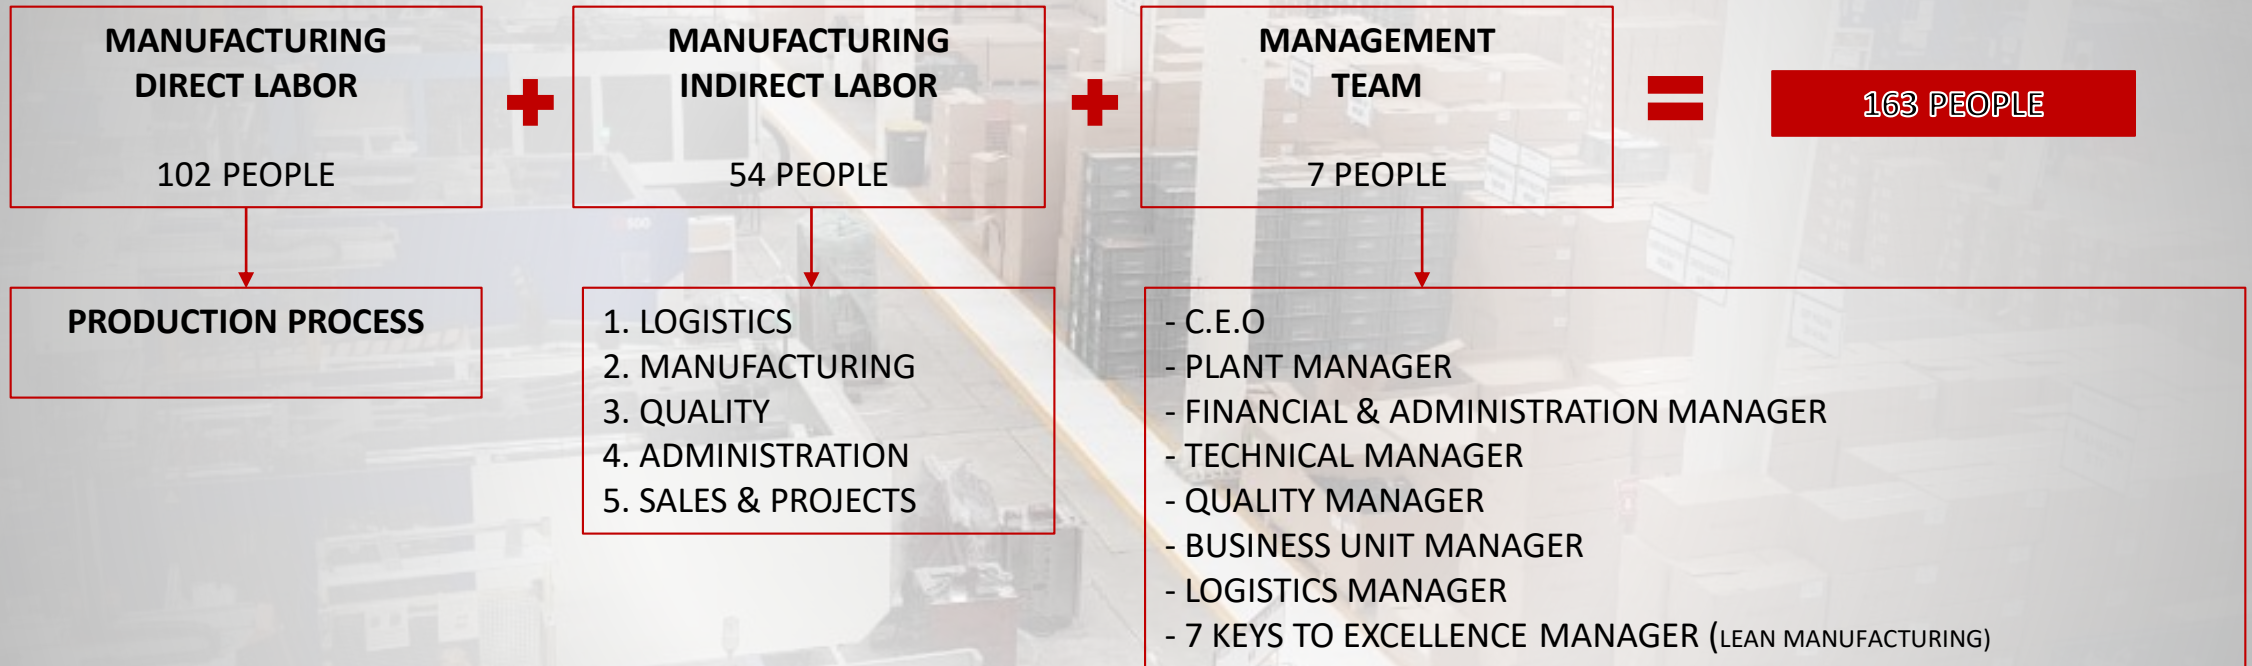 MANUFACTURING
DIRECT LABOR
102 PEOPLE
MANUFACTURING
INDIRECT LABOR
54 PEOPLE
MANAGEMENT
TEAM
7 PEOPLE
163 PEOPLE
PRODUCTION PROCESS
1. LOGISTICS
2. MANUFACTURING
3. QUALITY
4. ADMINISTRATION
5. SALES & PROJECTS
- C.E.O
- PLANT MANAGER
- FINANCIAL & ADMINISTRATION MANAGER
- TECHNICAL MANAGER
- QUALITY MANAGER
- BUSINESS UNIT MANAGER
- LOGISTICS MANAGER
- 7 KEYS TO EXCELLENCE MANAGER (LEAN MANUFACTURING)